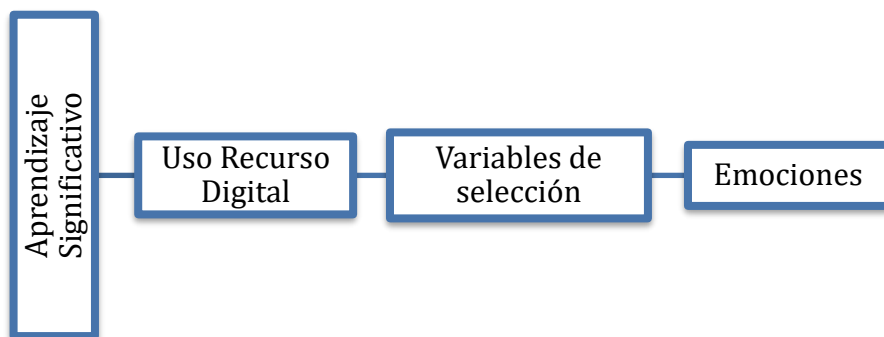 Aprendizaje
Significativo
Uso Recurso
Digital
Variables de
selección
Emociones